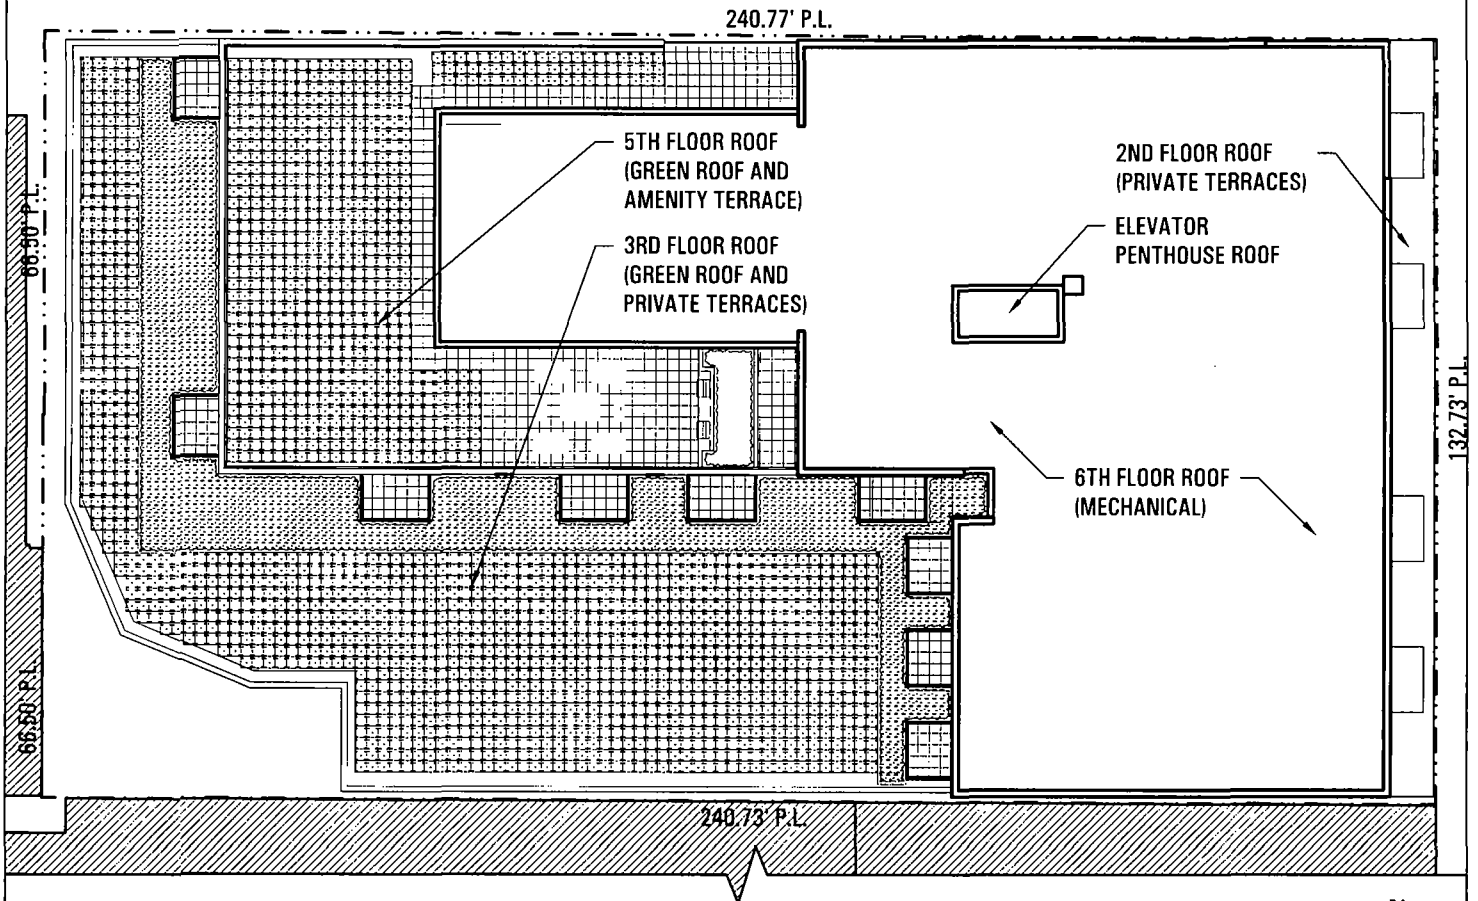 240.77' P.L.
5TH FLOOR ROOF
(GREEN ROOF AND
AMENITY TERRACE)
2ND FLOOR ROOF
(PRIVATE TERRACES)
ELEVATOR
PENTHOUSE ROOF
3RD FLOOR ROOF
(GREEN ROOF AND
PRIVATE TERRACES)
66.50' P.L.
132.73' P.L.
6TH FLOOR ROOF
(MECHANICAL)
66.50' P.L.
240.73' P.L.